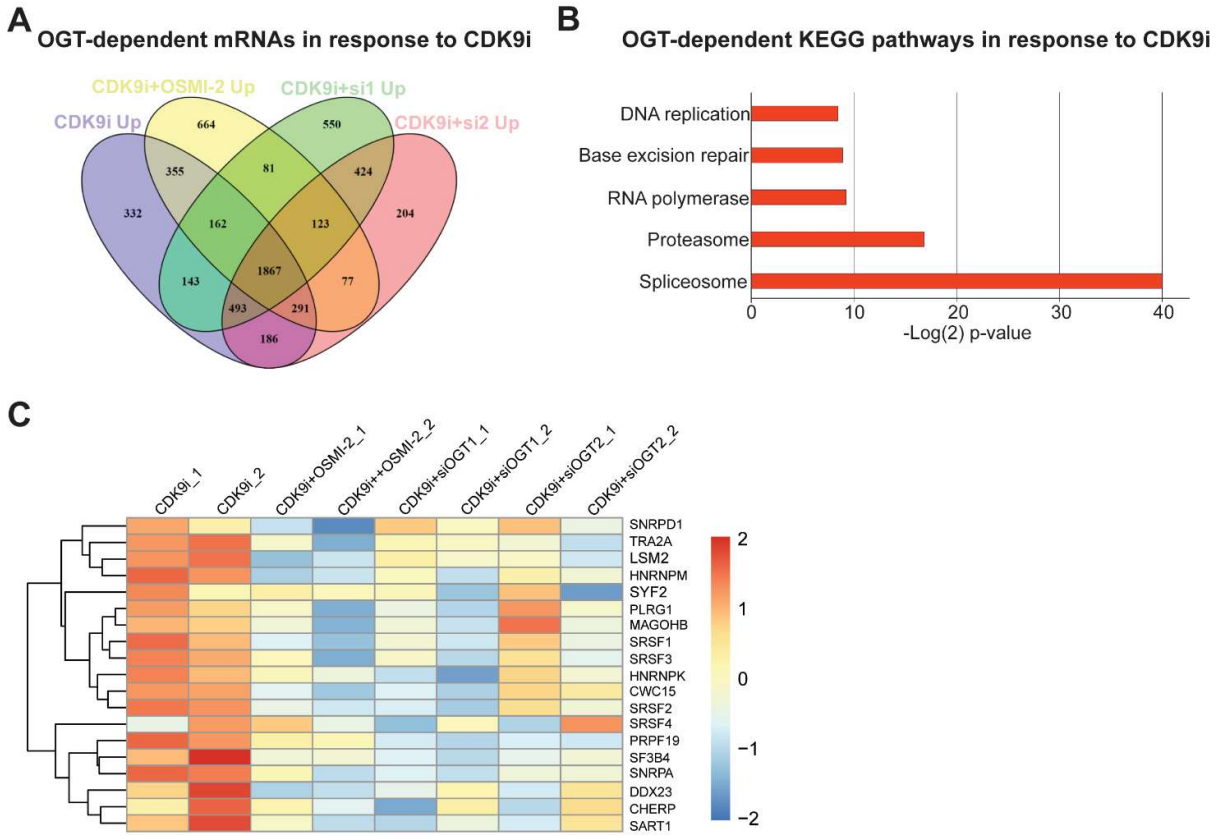 A
OGT-dependent mRNAs in response to CDK9i
CDK9i+OSMI-2 Up
CDK9i+si1 Up
CDK9i Up
CDK9i+si2 Up
664
550
355
81
424
332
162
123
204
1867
143
77
493
291
186
B
OGT-dependent KEGG pathways in response to CDK9i
DNA replication
Base excision repair
RNA polymerase
Proteasome
Spliceosome
0
10
20
30
40
-Log(2) p-value
C
CDK9i_1
CDK9i_2
CDK9i+OSMI-2_1
CDK9i++OSMI-2_2
CDK9i+siOGT1_1
CDK9i+siOGT1_2
CDK9i+siOGT2_1
CDK9i+siOGT2_2
SNRPD1
TRA2A
LSM2
HNRNPM
SYF2
PLRG1
MAGOHB
SRSF1
SRSF3
HNRNPK
CWC15
SRSF2
SRSF4
PRPF19
SF3B4
SNRPA
DDX23
CHERP
SART1
2
1
0
−1
−2